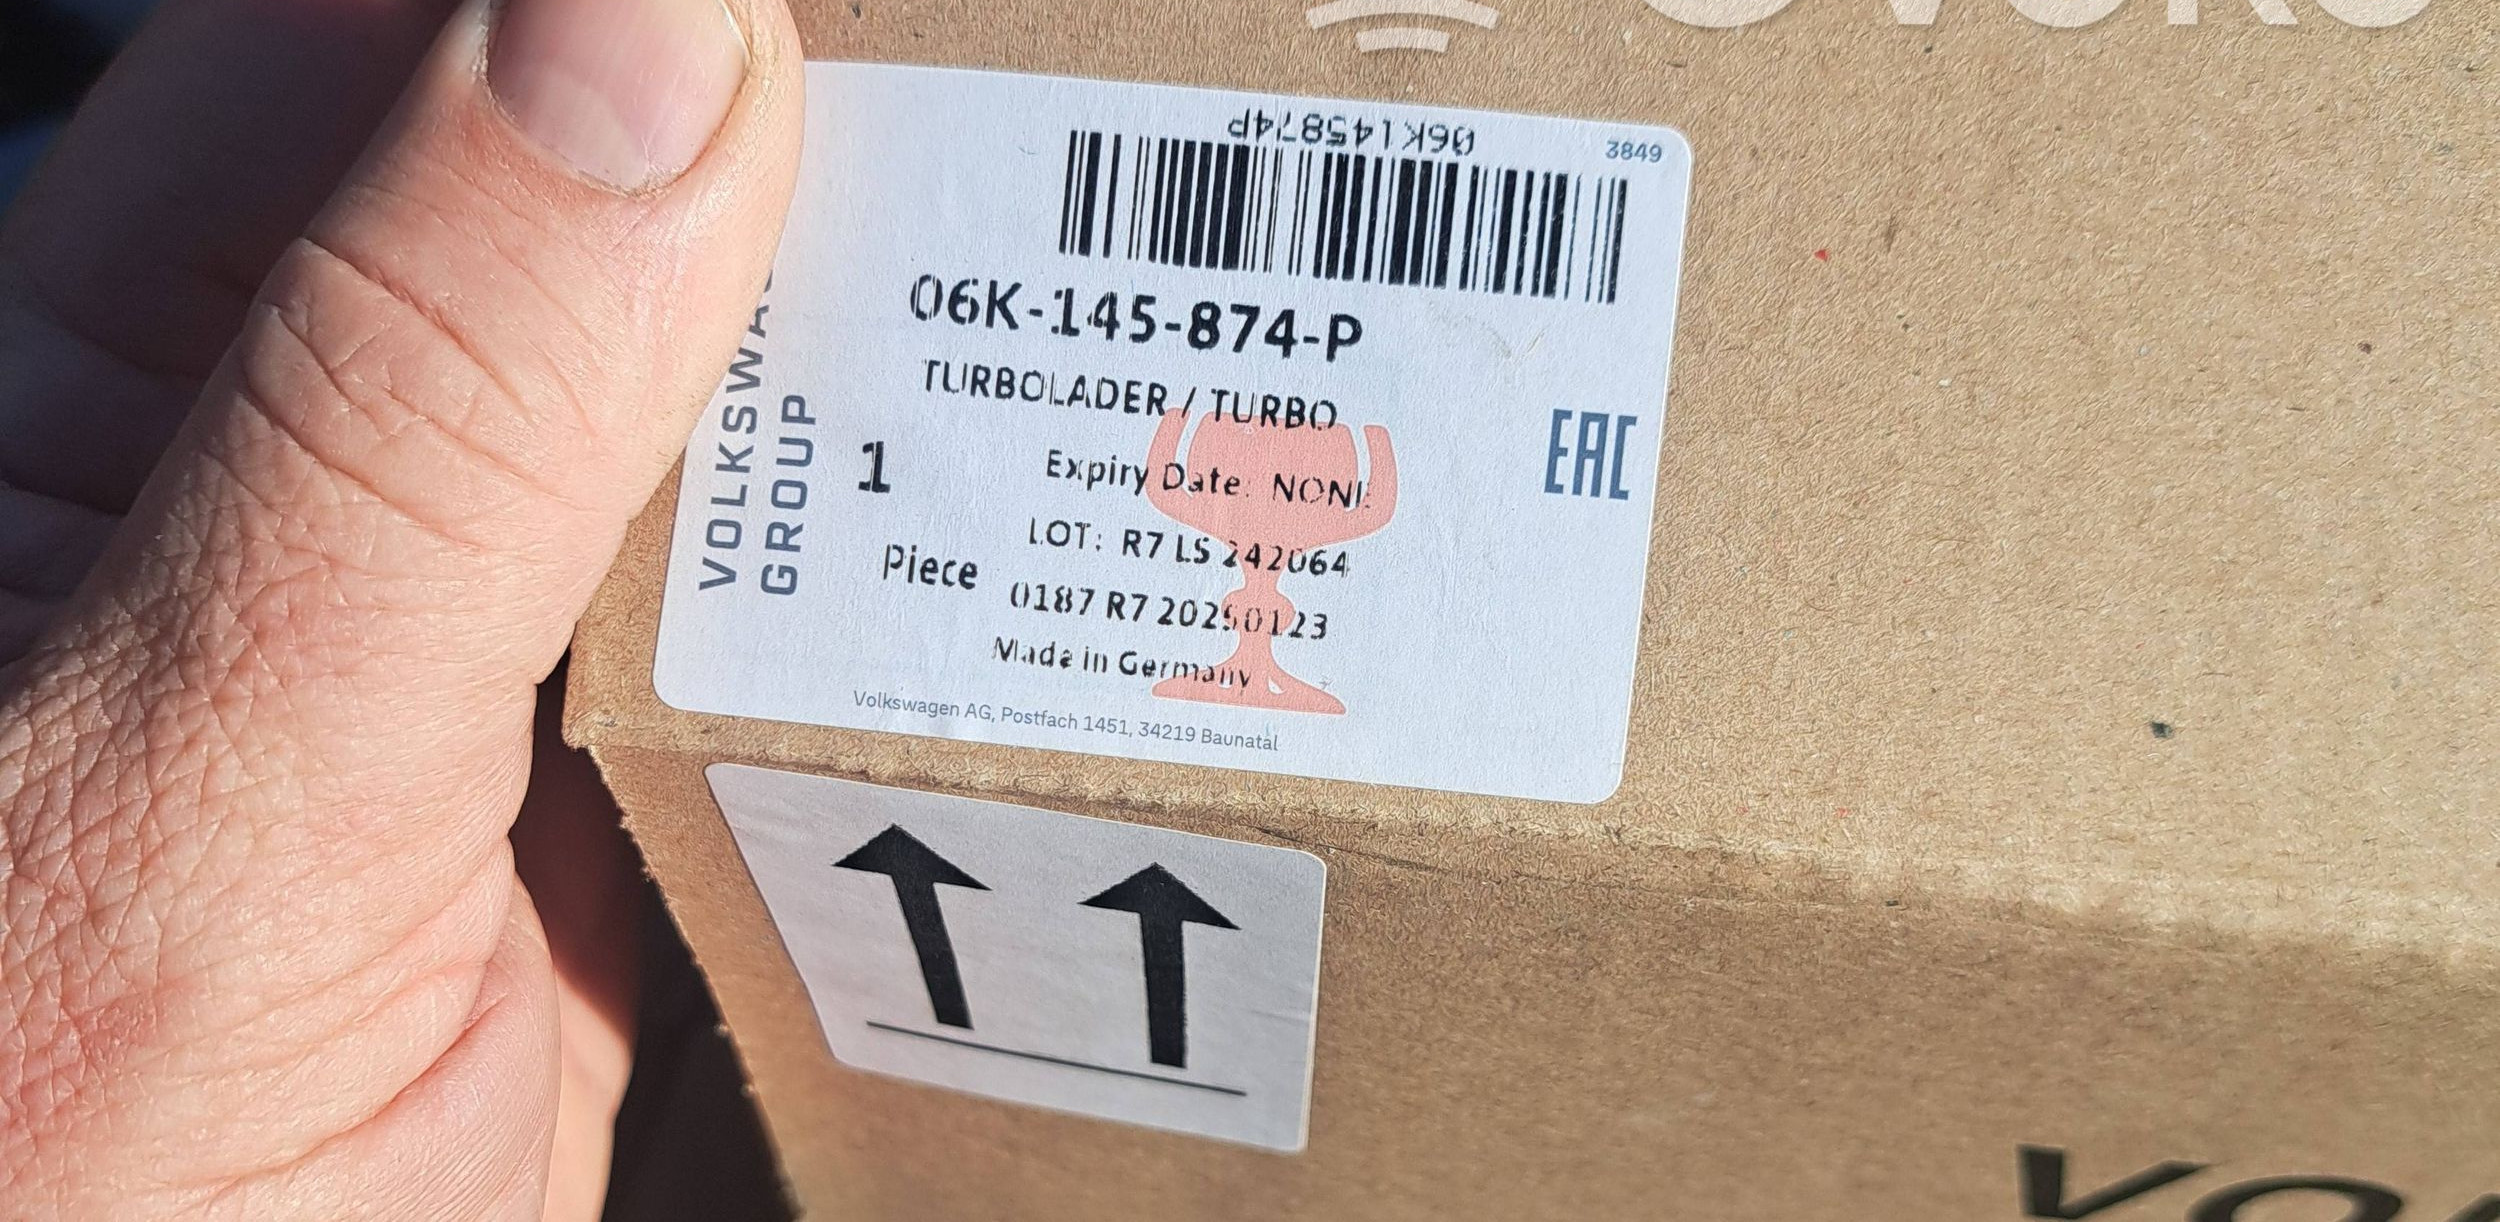 06K145874P
3849
06K-145-874-P
TURBOLADER / TURBO
1
Piece
Expiry Date: NONE
LOT: R7 LS 242064
0187 R7 20250123
Made in Germany
Volkswagen AG, Postfach 1451, 34219 Baunatal
VOLKSWA
GROUP
EAC